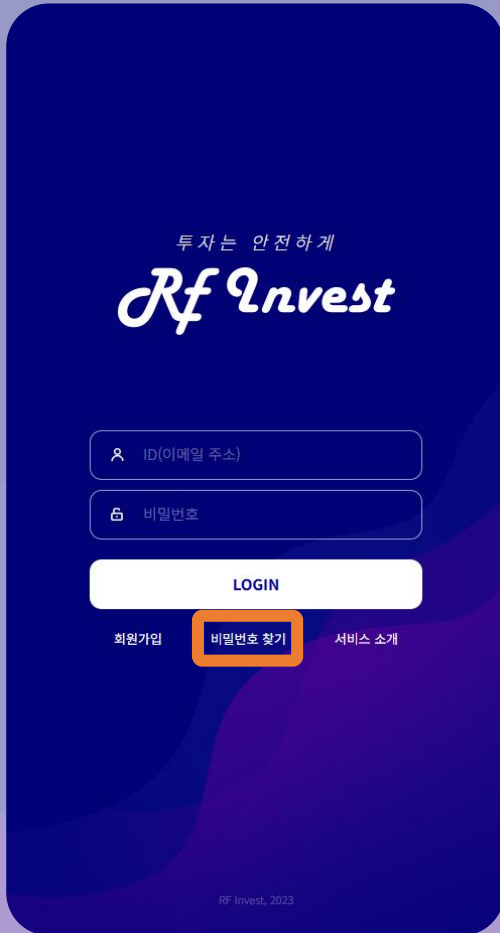 투자는 안전하게
Rf Invest
ID(이메일 주소)
비밀번호
LOGIN
회원가입 비밀번호 찾기 서비스 소개
RF Invest, 2023